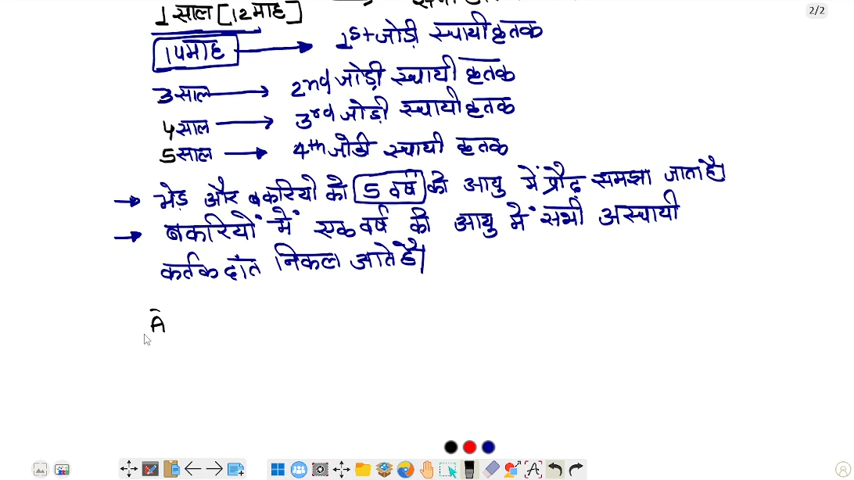 2/2
1 साल [12 माह]
14 माह → 1st जोड़ी स्थायी कृतक
3 साल → 2nd जोड़ी स्थायी कृतक
4 साल → 3rd जोड़ी स्थायी कृतक
5 साल → 4th जोडी स्थायी कृतक
→ भेड़ और बकरियो को 5 वर्ष की आयु में प्रौढ़ समझा जाता है।
→ बकरियों में एक वर्ष की आयु में सभी अस्थायी
कर्तक दांत निकल आते है।
A